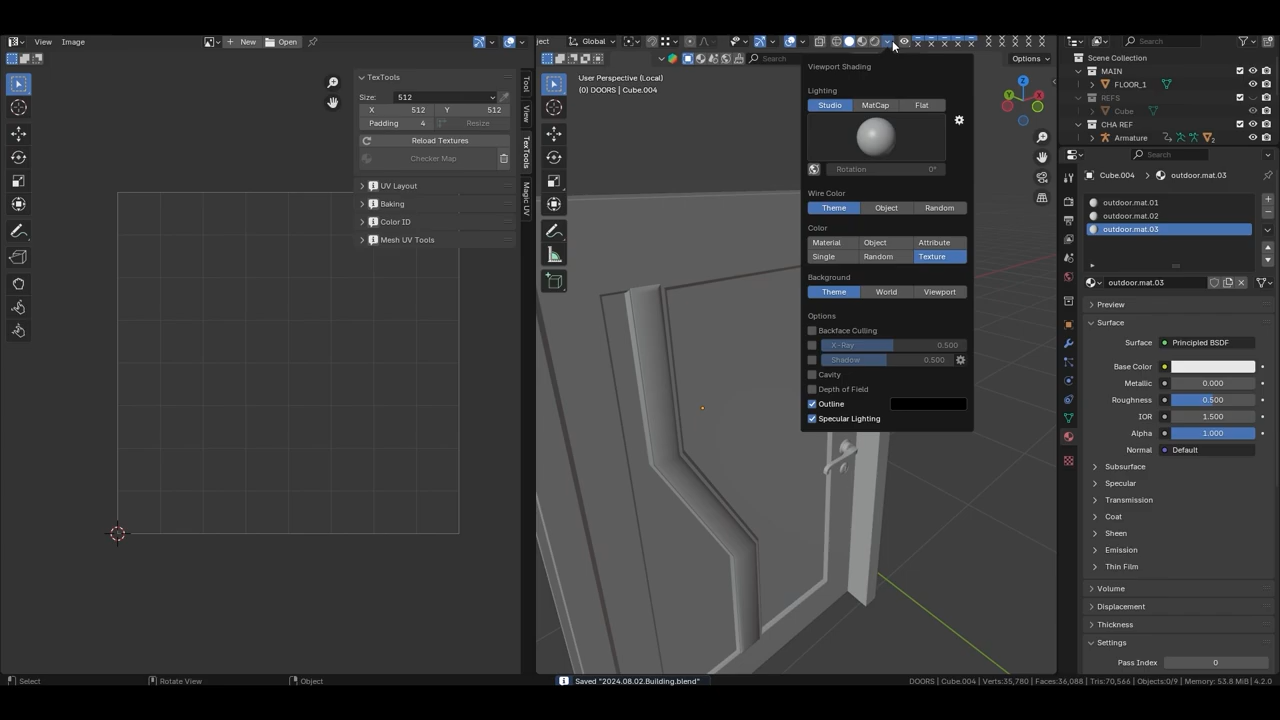 View Image New Open
ject Global
Search Options
TexTools
Size: 512
X 512 Y 512
Padding 4 Resize
Reload Textures
Checker Map
UV Layout
Baking
Color ID
Mesh UV Tools
Tool
View
TexTools
Magic UV
User Perspective (Local)
(0) DOORS | Cube.004
Z
X
Viewport Shading
Lighting
Studio MatCap Flat
Rotation 0°
Wire Color
Theme Object Random
Color
Material Object Attribute
Single Random Texture
Background
Theme World Viewport
Options
Backface Culling
X-Ray 0.500
Shadow 0.500
Cavity
Depth of Field
Outline
Specular Lighting
Search
Scene Collection
MAIN
FLOOR_1
REFS
Cube
CHA REF
Armature 2
Search
Cube.004 outdoor.mat.03
outdoor.mat.01
outdoor.mat.02
outdoor.mat.03
outdoor.mat.03
Preview
Surface
Surface Principled BSDF
Base Color
Metallic 0.000
Roughness 0.500
IOR 1.500
Alpha 1.000
Normal Default
Subsurface
Specular
Transmission
Coat
Sheen
Emission
Thin Film
Volume
Displacement
Thickness
Settings
Pass Index 0
Select Rotate View Object
Saved "2024.08.02.Building.blend"
DOORS | Cube.004 | Verts:35,780 | Faces:36,088 | Tris:70,566 | Objects:0/9 | Memory: 53.8 MiB | 4.2.0